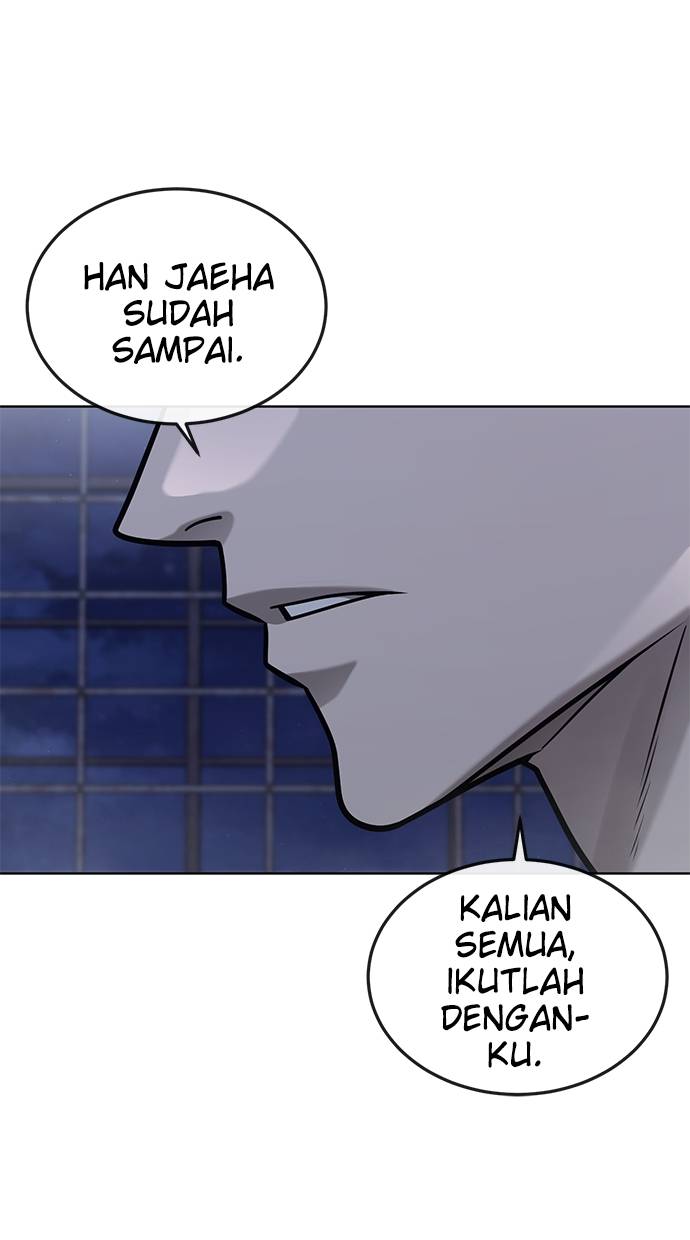 HAN JAEHA
SUDAH
SAMPAI.
KALIAN
SEMUA,
IKUTLAH
DENGAN-
KU.